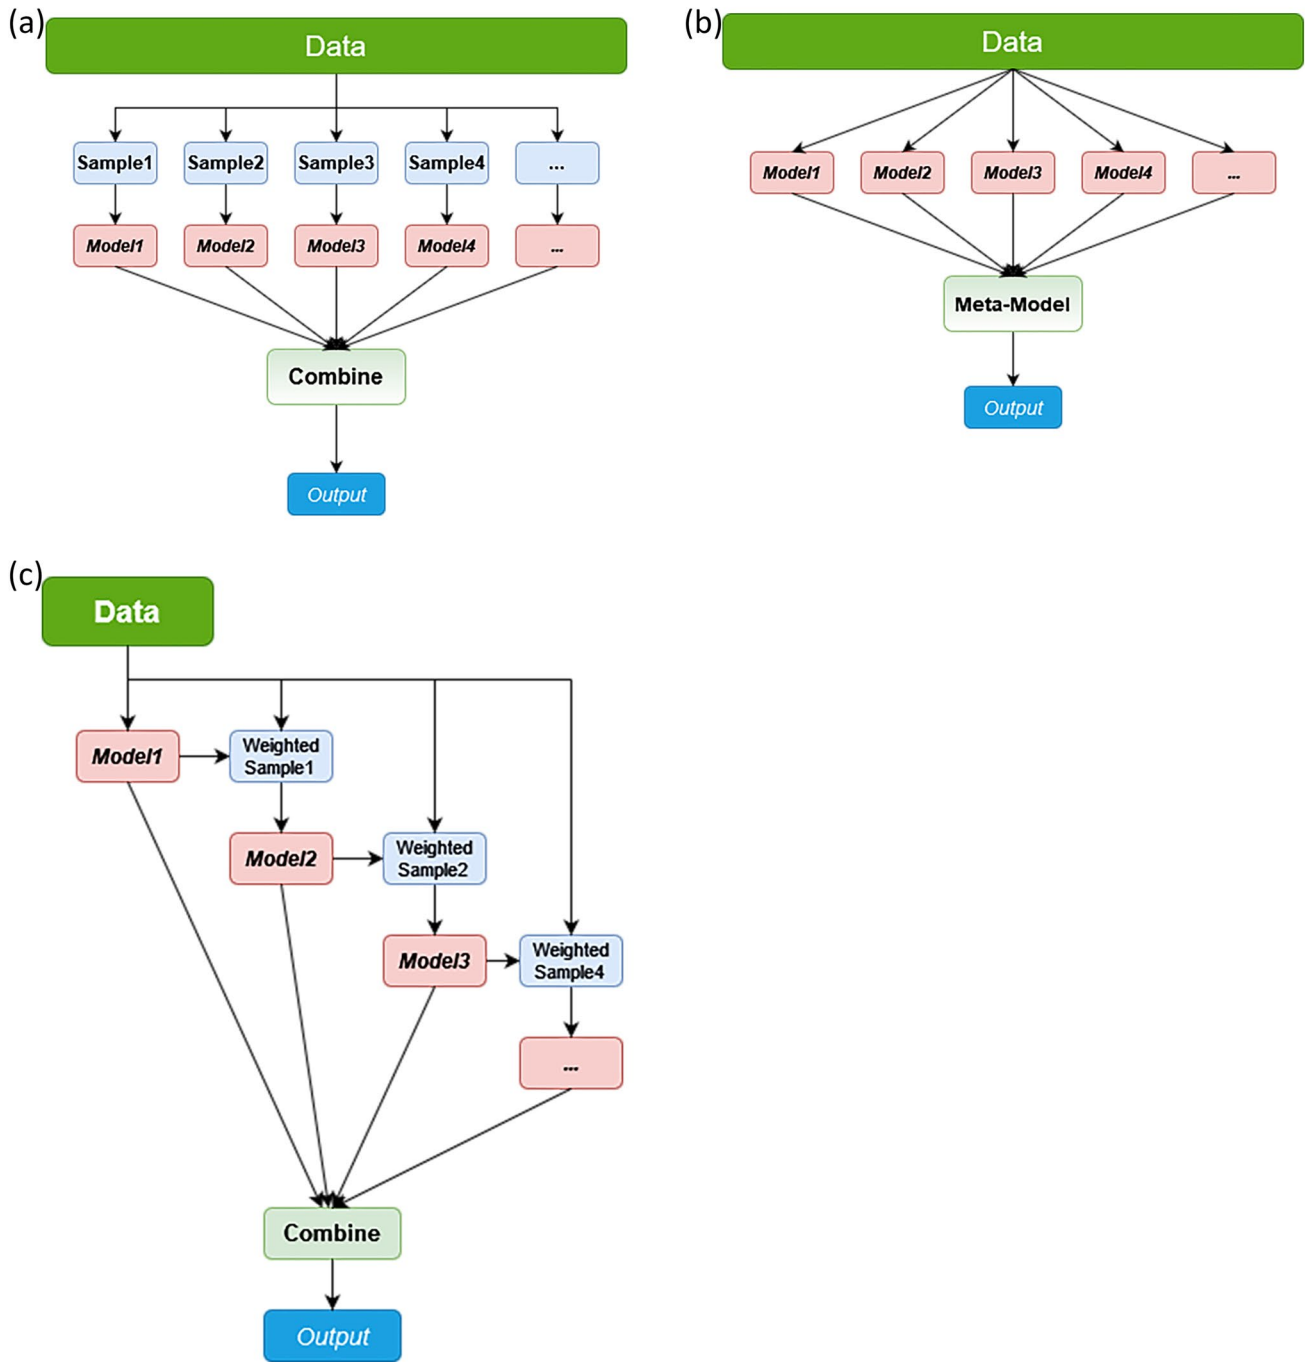 (a)
Data
Sample1 Sample2 Sample3 Sample4 ...
Model1 Model2 Model3 Model4 ...
Combine
Output
(b)
Data
Model1 Model2 Model3 Model4 ...
Meta-Model
Output
(c)
Data
Model1
Weighted
Sample1
Model2
Weighted
Sample2
Model3
Weighted
Sample4
...
Combine
Output